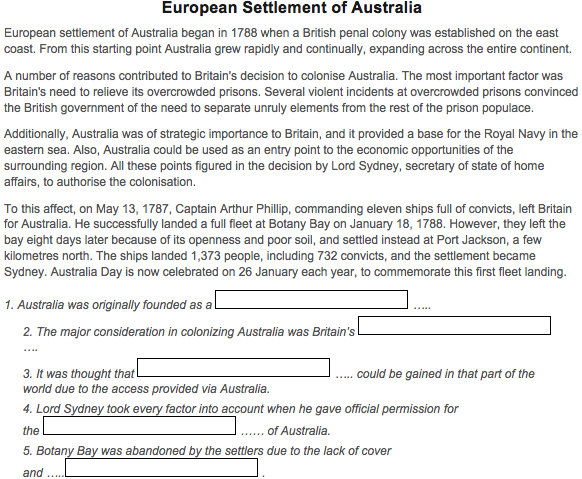 European Settlement of Australia
European settlement of Australia began in 1788 when a British penal colony was established on the east
coast. From this starting point Australia grew rapidly and continually, expanding across the entire continent.
A number of reasons contributed to Britain's decision to colonise Australia. The most important factor was
Britain's need to relieve its overcrowded prisons. Several violent incidents at overcrowded prisons convinced
the British government of the need to separate unruly elements from the rest of the prison populace.
Additionally, Australia was of strategic importance to Britain, and it provided a base for the Royal Navy in the
eastern sea. Also, Australia could be used as an entry point to the economic opportunities of the
surrounding region. All these points figured in the decision by Lord Sydney, secretary of state of home
affairs, to authorise the colonisation.
To this affect, on May 13, 1787, Captain Arthur Phillip, commanding eleven ships full of convicts, left Britain
for Australia. He successfully landed a full fleet at Botany Bay on January 18, 1788. However, they left the
bay eight days later because of its openness and poor soil, and settled instead at Port Jackson, a few
kilometres north. The ships landed 1,373 people, including 732 convicts, and the settlement became
Sydney. Australia Day is now celebrated on 26 January each year, to commemorate this first fleet landing.
1. Australia was originally founded as a .....
2. The major consideration in colonizing Australia was Britain's
....
3. It was thought that ..... could be gained in that part of the
world due to the access provided via Australia.
4. Lord Sydney took every factor into account when he gave official permission for
the ...... of Australia.
5. Botany Bay was abandoned by the settlers due to the lack of cover
and ..... .